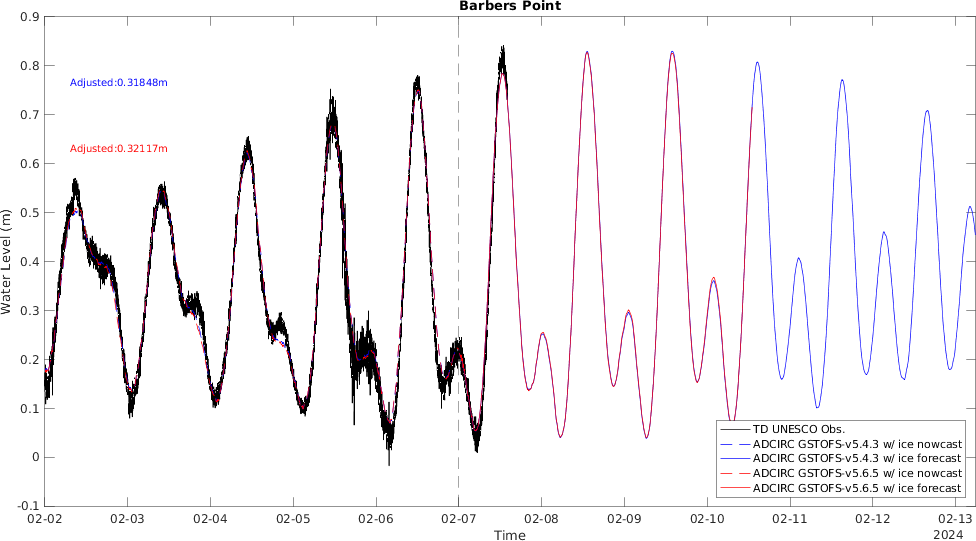 Barbers Point
0.9
0.8
0.7
0.6
0.5
0.4
0.3
0.2
0.1
0
-0.1
Water Level (m)
Adjusted:0.31848m
Adjusted:0.32117m
TD UNESCO Obs.
ADCIRC GSTOFS-v5.4.3 w/ ice nowcast
ADCIRC GSTOFS-v5.4.3 w/ ice forecast
ADCIRC GSTOFS-v5.6.5 w/ ice nowcast
ADCIRC GSTOFS-v5.6.5 w/ ice forecast
02-02 02-03 02-04 02-05 02-06 02-07 02-08 02-09 02-10 02-11 02-12 02-13
Time 2024